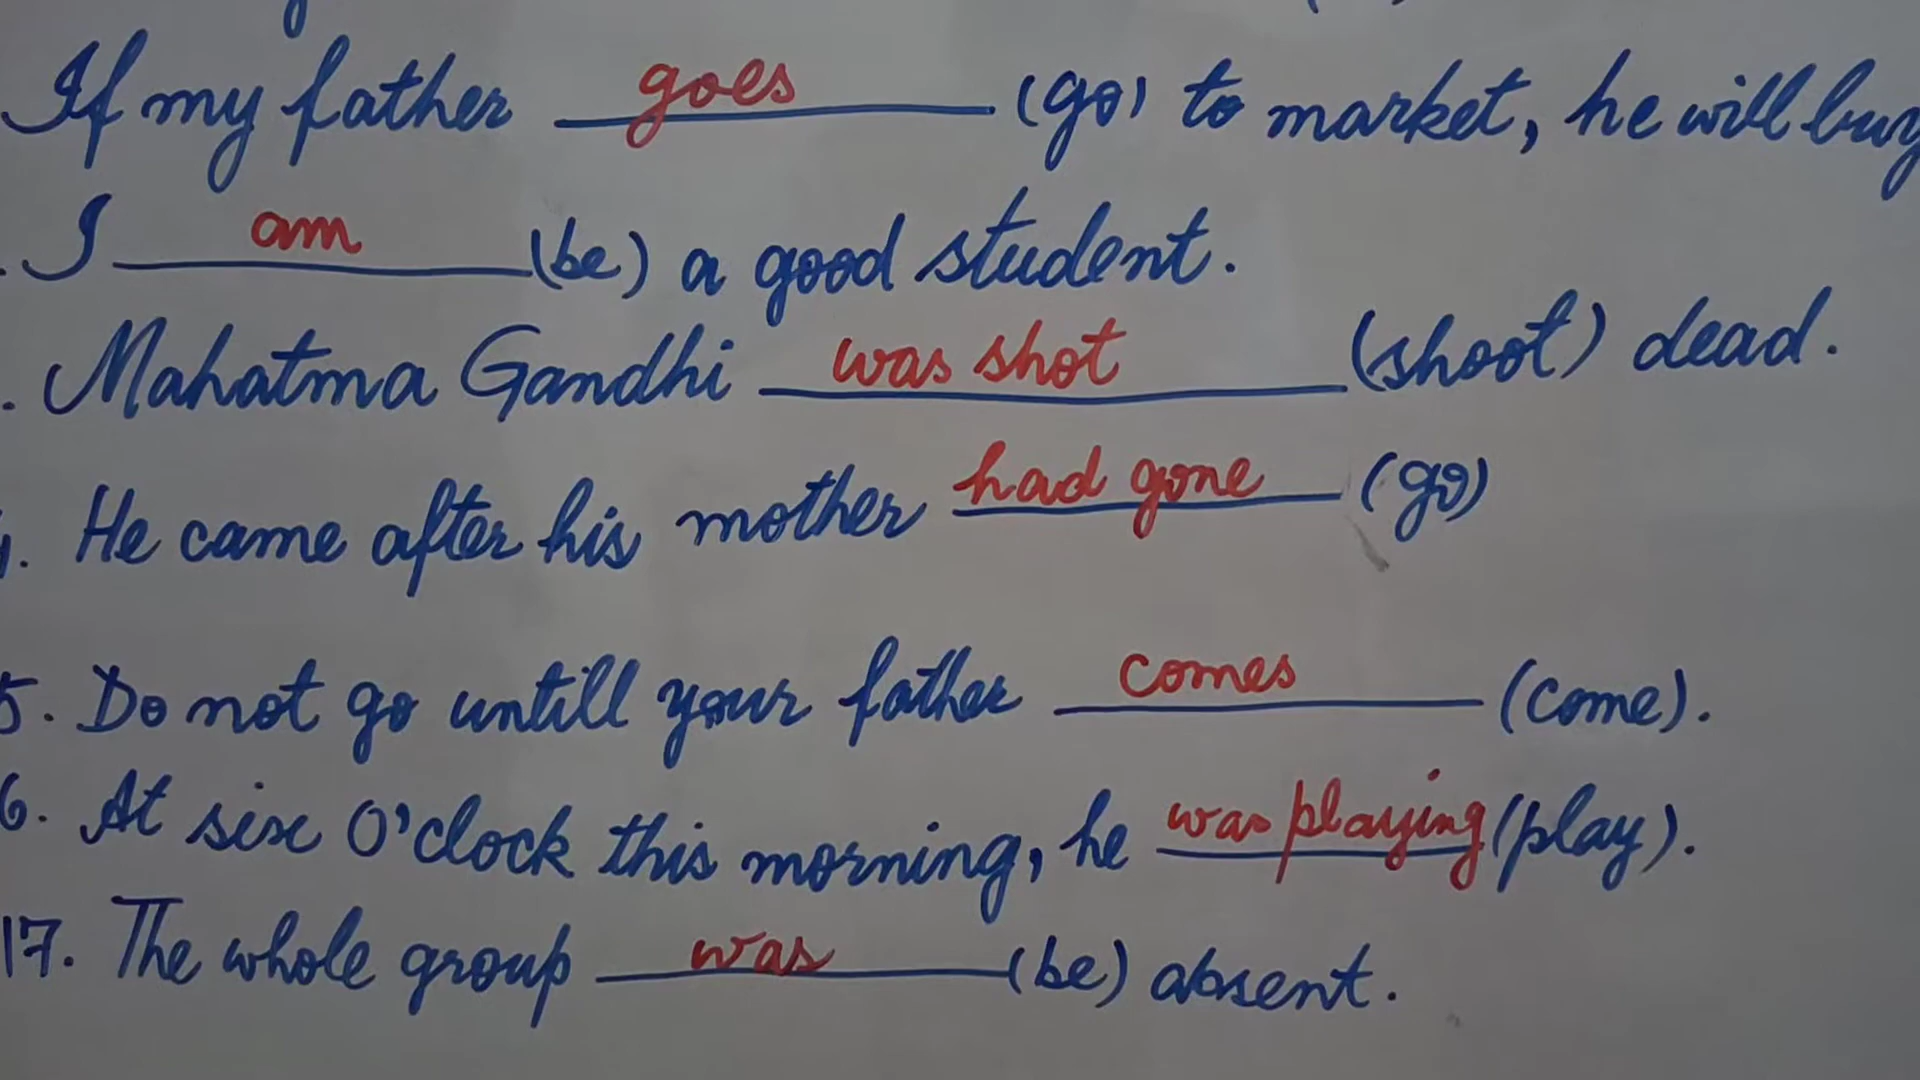 If my father goes (go) to market, he will buy
. I am (be) a good student.
. Mahatma Gandhi was shot (shoot) dead.
. He came after his mother had gone (go)
5. Do not go untill your father comes (come).
6. At six O'clock this morning, he was playing (play).
17. The whole group was (be) absent.